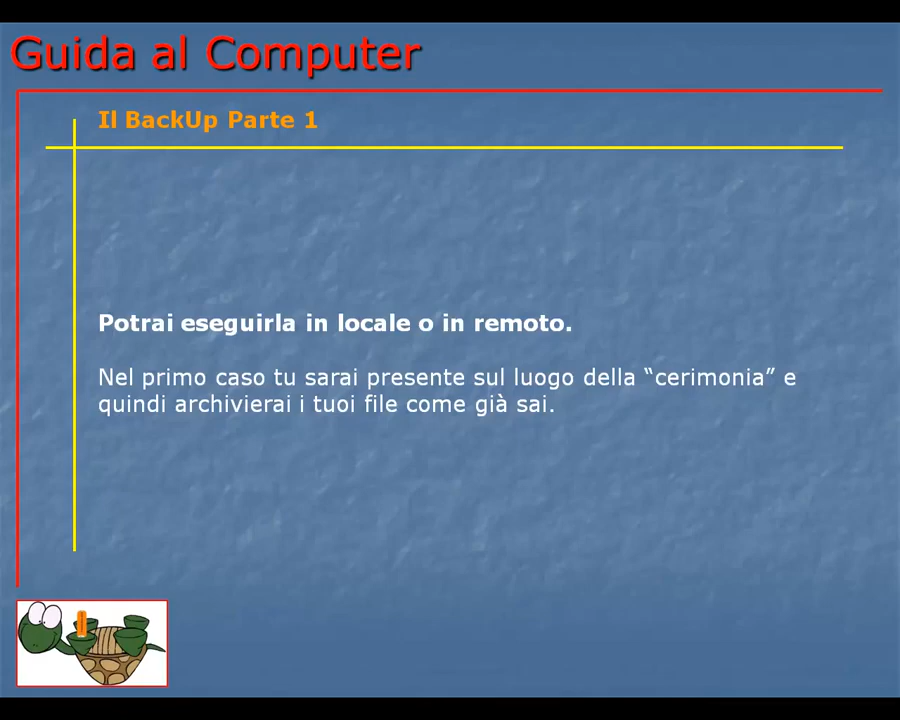 Guida al Computer
Il BackUp Parte 1
Potrai eseguirla in locale o in remoto.
Nel primo caso tu sarai presente sul luogo della “cerimonia” e
quindi archivierai i tuoi file come già sai.